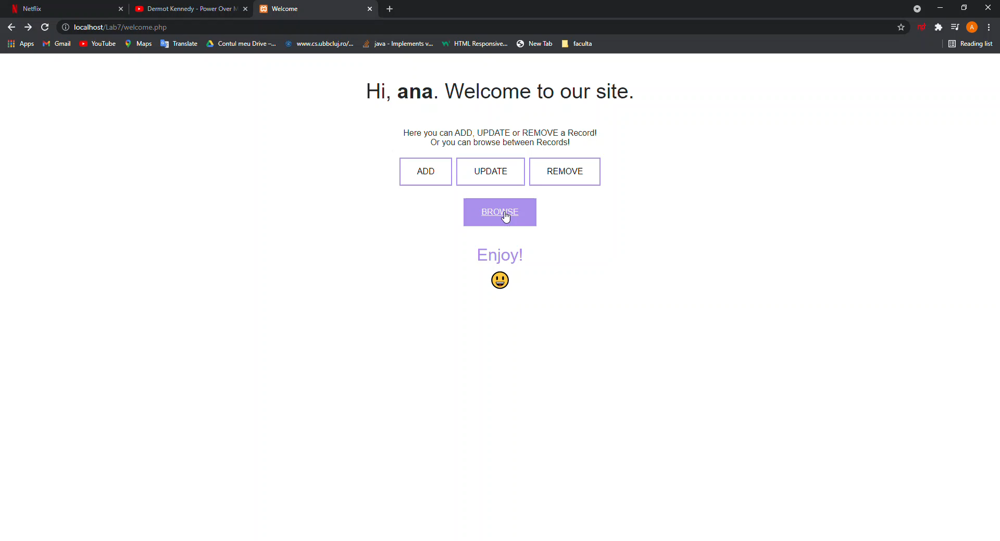 Netflix
Dermot Kennedy - Power Over M
Welcome
localhost/Lab7/welcome.php
A
Apps
Gmail
YouTube
Maps
Translate
Contul meu Drive –...
www.cs.ubbcluj.ro/...
java - Implements v...
HTML Responsive...
New Tab
faculta
Reading list
Hi, ana. Welcome to our site.
Here you can ADD, UPDATE or REMOVE a Record!
Or you can browse between Records!
ADD
UPDATE
REMOVE
BROWSE
Enjoy!